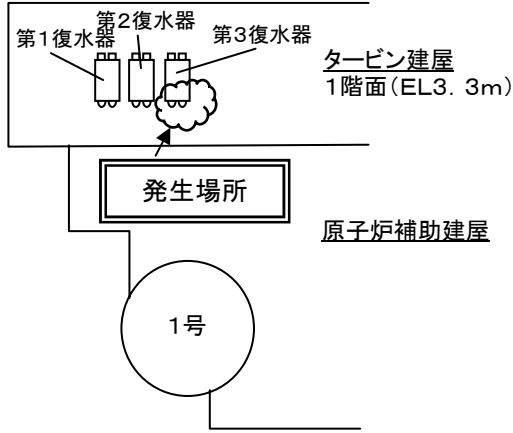 第1復水器
第2復水器
第3復水器
タービン建屋
1階面(EL3.3m)
発生場所
原子炉補助建屋
1号